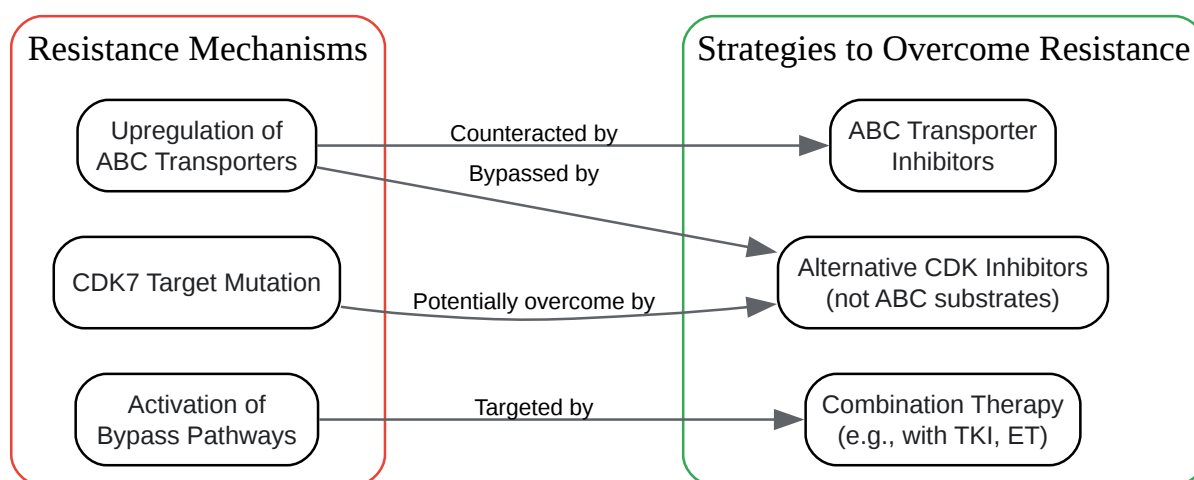 Resistance Mechanisms
Strategies to Overcome Resistance
Upregulation of
ABC Transporters
Counteracted by
Bypassed by
ABC Transporter
Inhibitors
CDK7 Target Mutation
Potentially overcome by
Alternative CDK Inhibitors
(not ABC substrates)
Activation of
Bypass Pathways
Targeted by
Combination Therapy
(e.g., with TKI, ET)